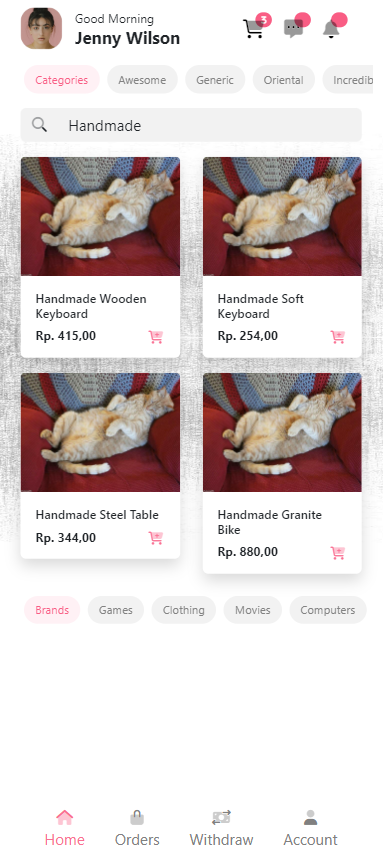 Good Morning
Jenny Wilson
3
Categories
Awesome
Generic
Oriental
Incredib
Handmade
Handmade Wooden
Keyboard
Rp. 415,00
Handmade Soft
Keyboard
Rp. 254,00
Handmade Steel Table
Rp. 344,00
Handmade Granite
Bike
Rp. 880,00
Brands
Games
Clothing
Movies
Computers
Home
Orders
Withdraw
Account